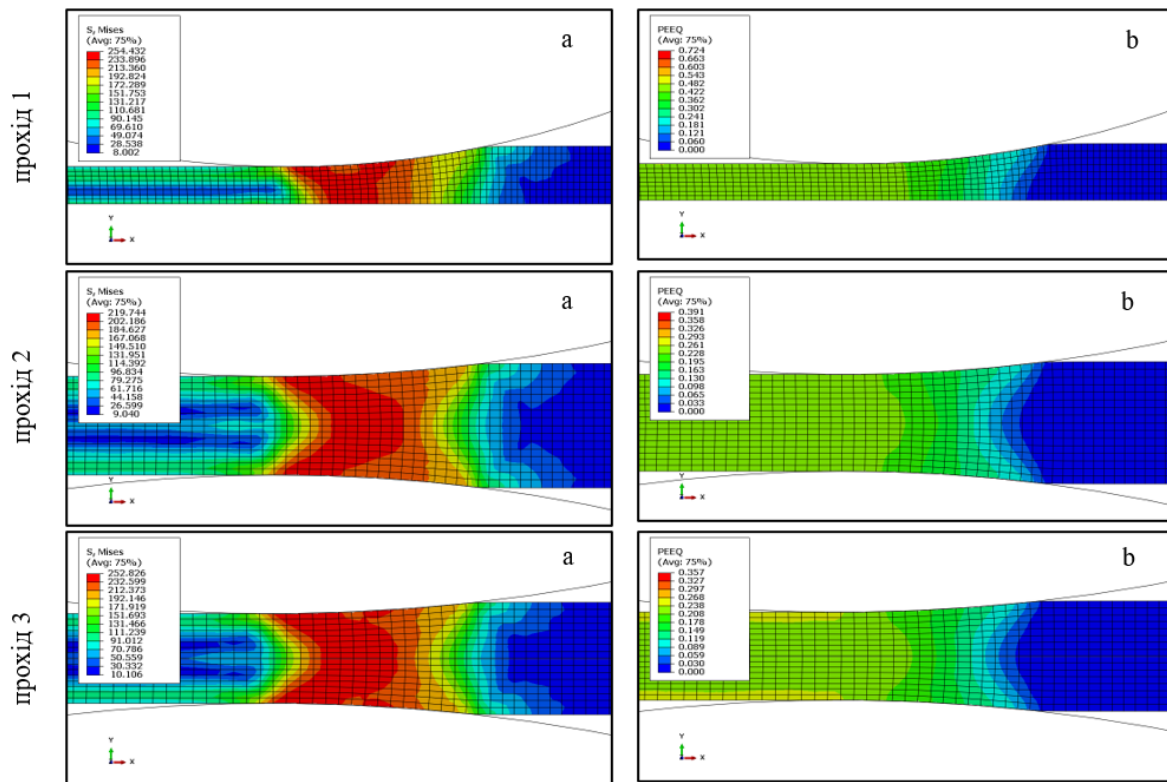 прохід 1
S, Mises
(Avg: 75%)
254.432
233.896
213.360
192.824
172.289
151.753
131.217
110.681
90.145
69.610
49.074
28.538
8.002
a
Y
X
PEEQ
(Avg: 75%)
0.724
0.663
0.603
0.543
0.482
0.422
0.362
0.302
0.241
0.181
0.121
0.060
0.000
b
Y
X
прохід 2
S, Mises
(Avg: 75%)
219.744
202.186
184.627
167.068
149.510
131.951
114.392
96.834
79.275
61.716
44.158
26.599
9.040
a
Y
X
PEEQ
(Avg: 75%)
0.391
0.358
0.326
0.293
0.261
0.228
0.195
0.163
0.130
0.098
0.065
0.033
0.000
b
Y
X
прохід 3
S, Mises
(Avg: 75%)
252.826
232.599
212.373
192.146
171.919
151.693
131.466
111.239
91.012
70.786
50.559
30.332
10.106
a
Y
X
PEEQ
(Avg: 75%)
0.357
0.327
0.297
0.268
0.238
0.208
0.178
0.149
0.119
0.089
0.059
0.030
0.000
b
Y
X